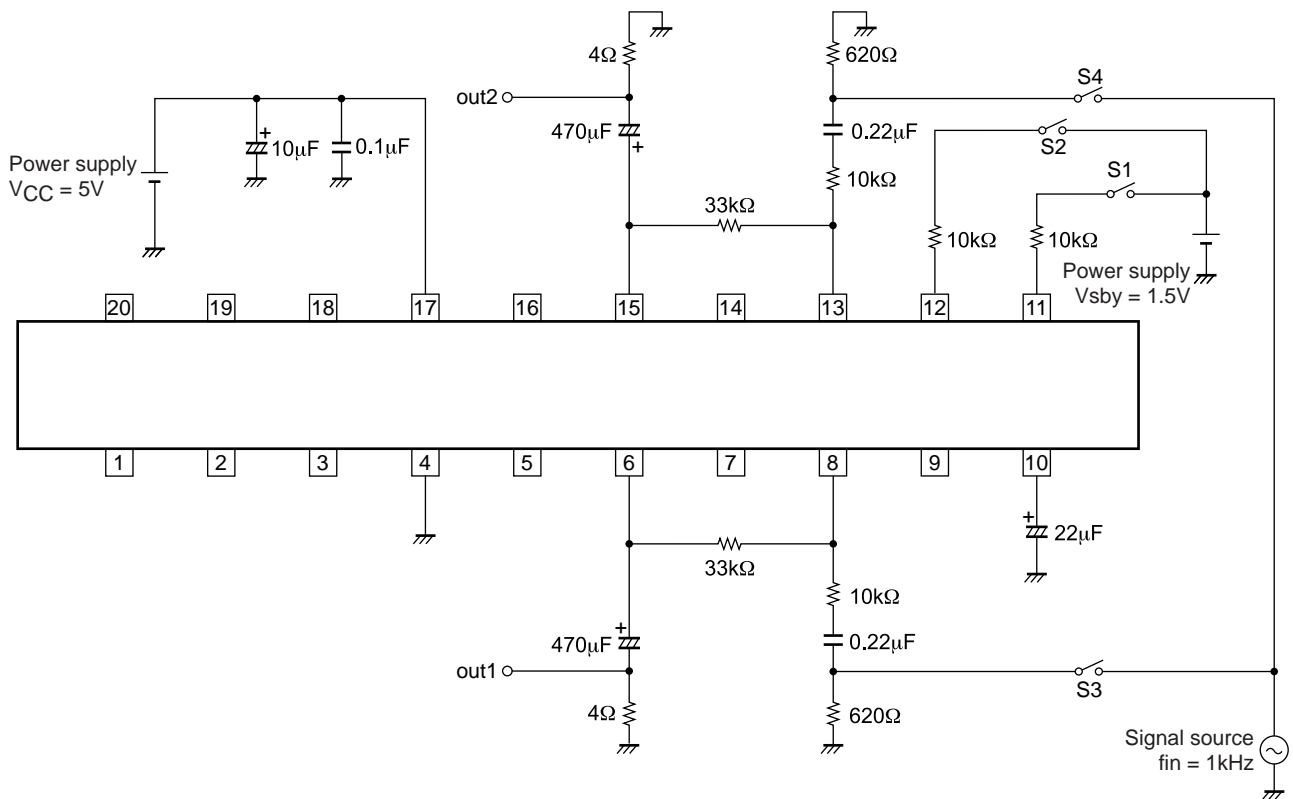 4Ω
620Ω
S4
out2
470μF
+
0.22μF
S2
+
10μF
0.1μF
Power supply
VCC = 5V
10kΩ
S1
33kΩ
10kΩ
10kΩ
Power supply
Vsby = 1.5V
20
19
18
17
16
15
14
13
12
11
1
2
3
4
5
6
7
8
9
10
+
22μF
33kΩ
10kΩ
+
470μF
0.22μF
out1
S3
4Ω
620Ω
Signal source
fin = 1kHz